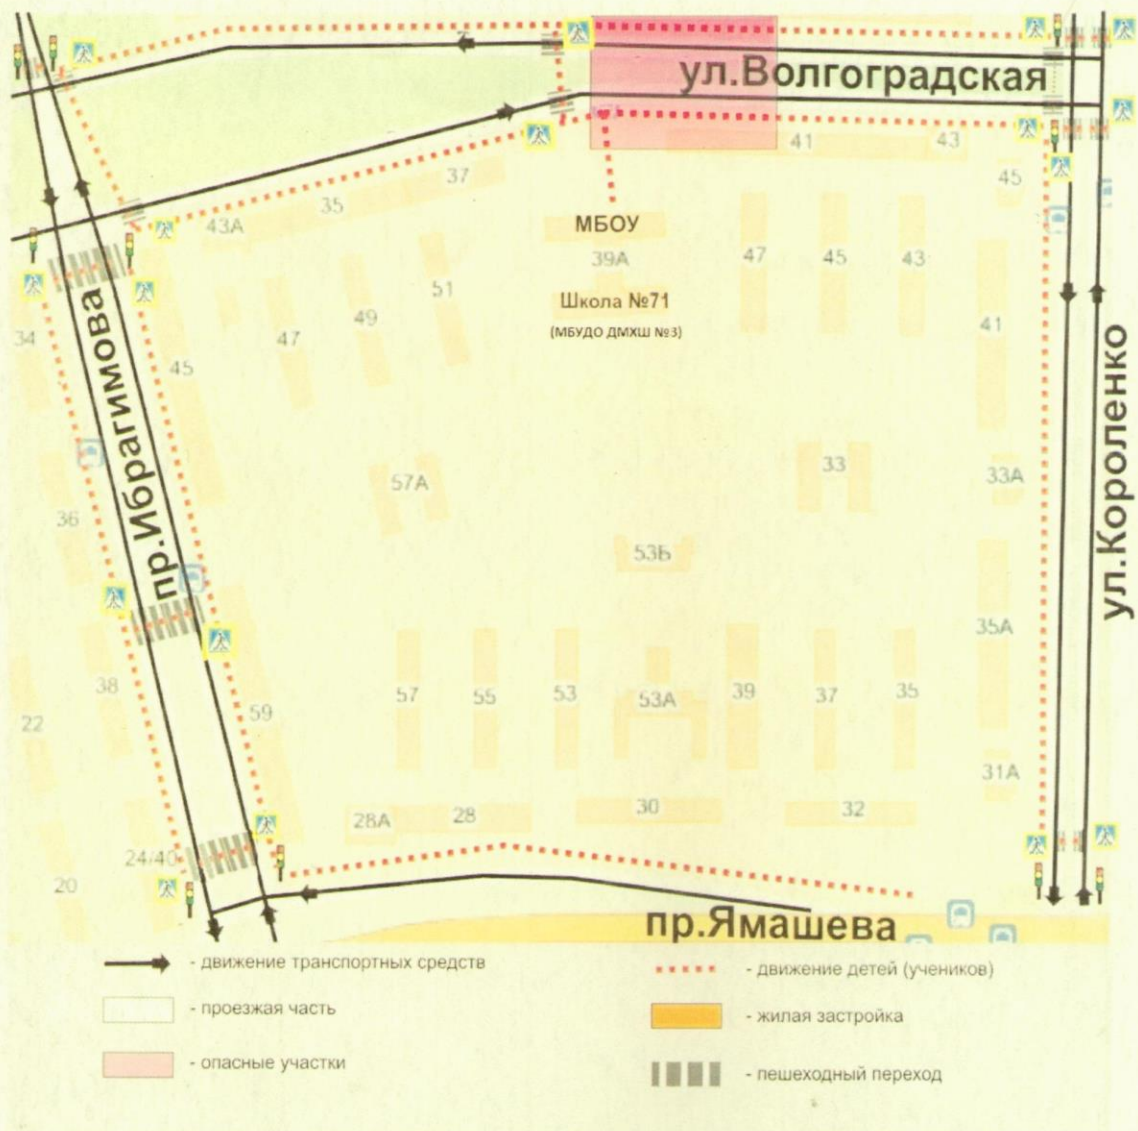 ул.Волгоградская
41
43
37
45
35
43А
МБОУ
39А
47
45
43
51
Школа №71
(МБУДО ДМХШ №3)
49
47
34
45
41
пр.Ибрагимова
ул.Короленко
57А
33
33А
36
53Б
35А
38
57
55
53
53А
39
37
35
22
59
31А
28А
28
30
32
24/40
20
пр.Ямашева
- движение транспортных средств
- проезжая часть
- опасные участки
- движение детей (учеников)
- жилая застройка
- пешеходный переход